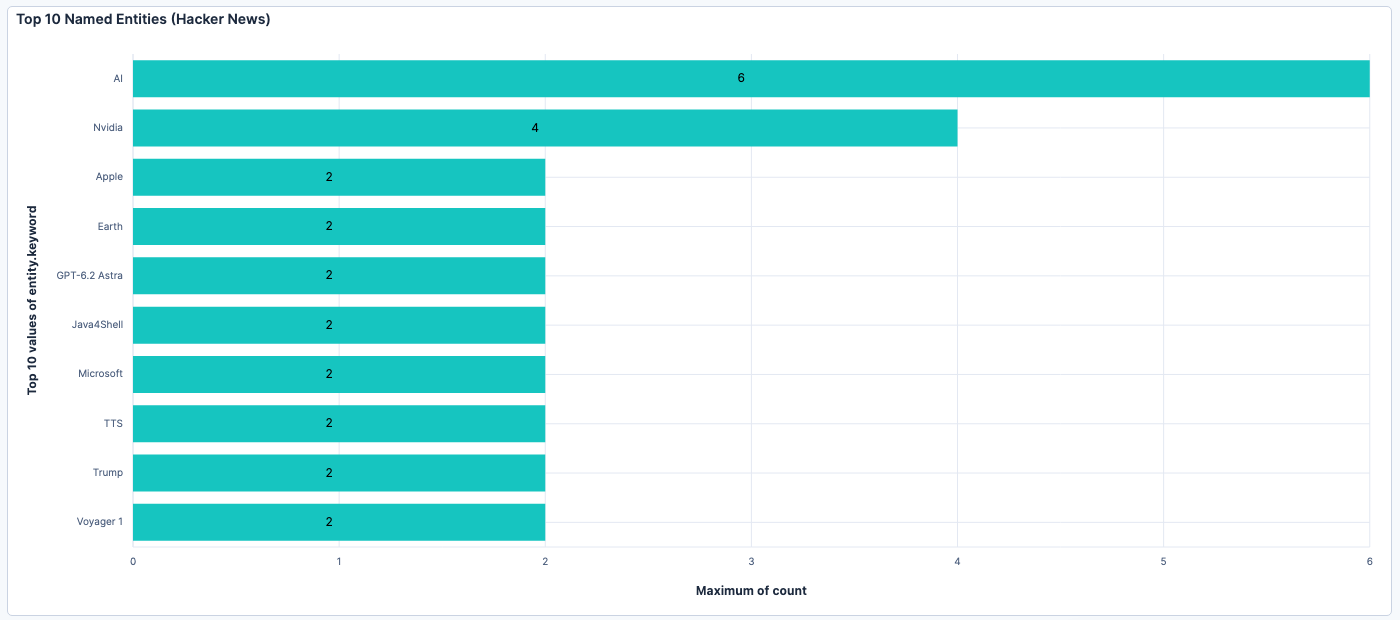 Top 10 Named Entities (Hacker News)
Top 10 values of entity.keyword
AI
6
Nvidia
4
Apple
2
Earth
2
GPT-6.2 Astra
2
Java4Shell
2
Microsoft
2
TTS
2
Trump
2
Voyager 1
2
0 1 2 3 4 5 6
Maximum of count